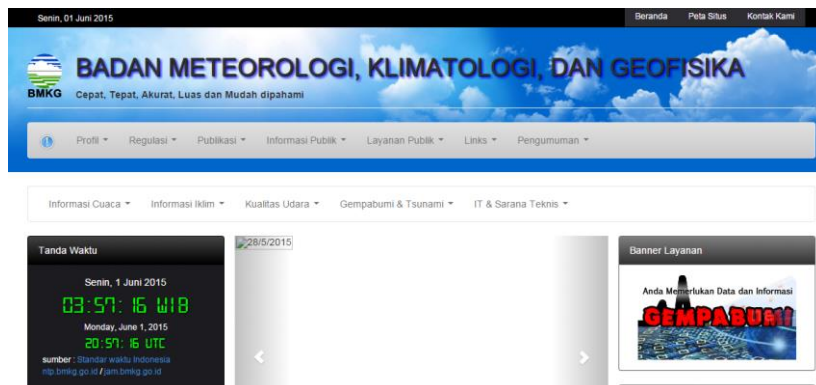 Senin, 01 Juni 2015
Beranda Peta Situs Kontak Kami
BADAN METEOROLOGI, KLIMATOLOGI, DAN GEOFISIKA
BMKG
Cepat, Tepat, Akurat, Luas dan Mudah dipahami
Profil Regulasi Publikasi Informasi Publik Layanan Publik Links Pengumuman
Informasi Cuaca Informasi Iklim Kualitas Udara Gempabumi & Tsunami IT & Sarana Teknis
Tanda Waktu
Senin, 1 Juni 2015
03:57:16 WIB
Monday, June 1, 2015
20:57:16 UTC
sumber : Standar waktu Indonesia
ntp.bmkg.go.id / jam.bmkg.go.id
28/5/2015
Banner Layanan
Anda Memerlukan Data dan Informasi
GEMPABUMI